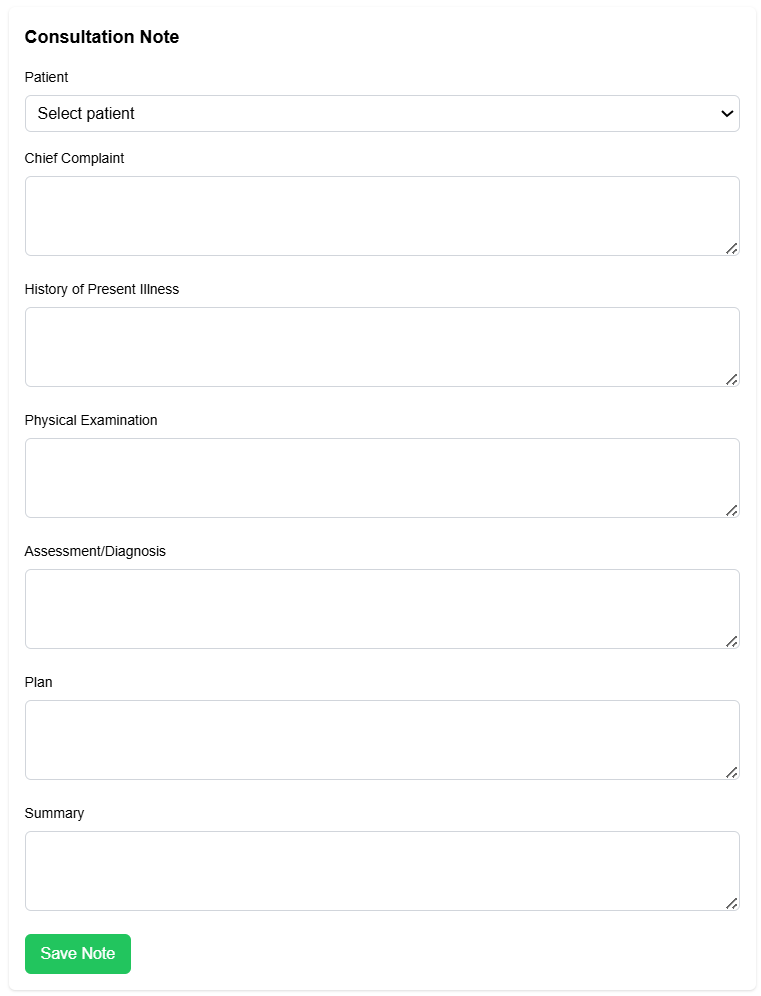 Consultation Note
Patient
Select patient
Chief Complaint
History of Present Illness
Physical Examination
Assessment/Diagnosis
Plan
Summary
Save Note